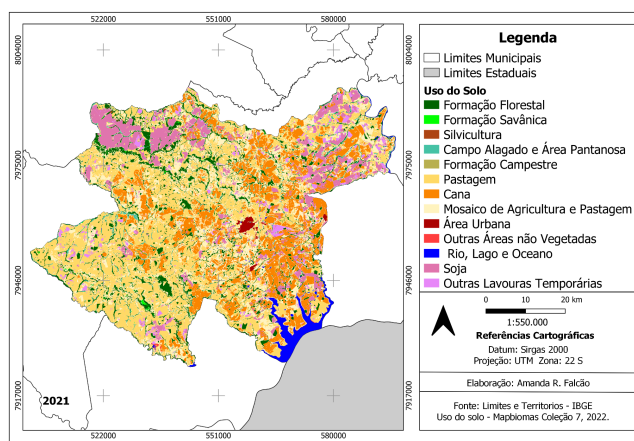 522000 551000 580000
8004000 8004000
7975000 7975000
7946000 7946000
7917000 7917000
522000 551000 580000
2021
Legenda
Limites Municipais
Limites Estaduais
Uso do Solo
Formação Florestal
Formação Savânica
Silvicultura
Campo Alagado e Área Pantanosa
Formação Campestre
Pastagem
Cana
Mosaico de Agricultura e Pastagem
Área Urbana
Outras Áreas não Vegetadas
Rio, Lago e Oceano
Soja
Outras Lavouras Temporárias
0 10 20 km
1:550.000
Referências Cartográficas
Datum: Sirgas 2000
Projeção: UTM Zona: 22 S
Elaboração: Amanda R. Falcão
Fonte: Limites e Territorios - IBGE
Uso do solo - Mapbiomas Coleção 7, 2022.